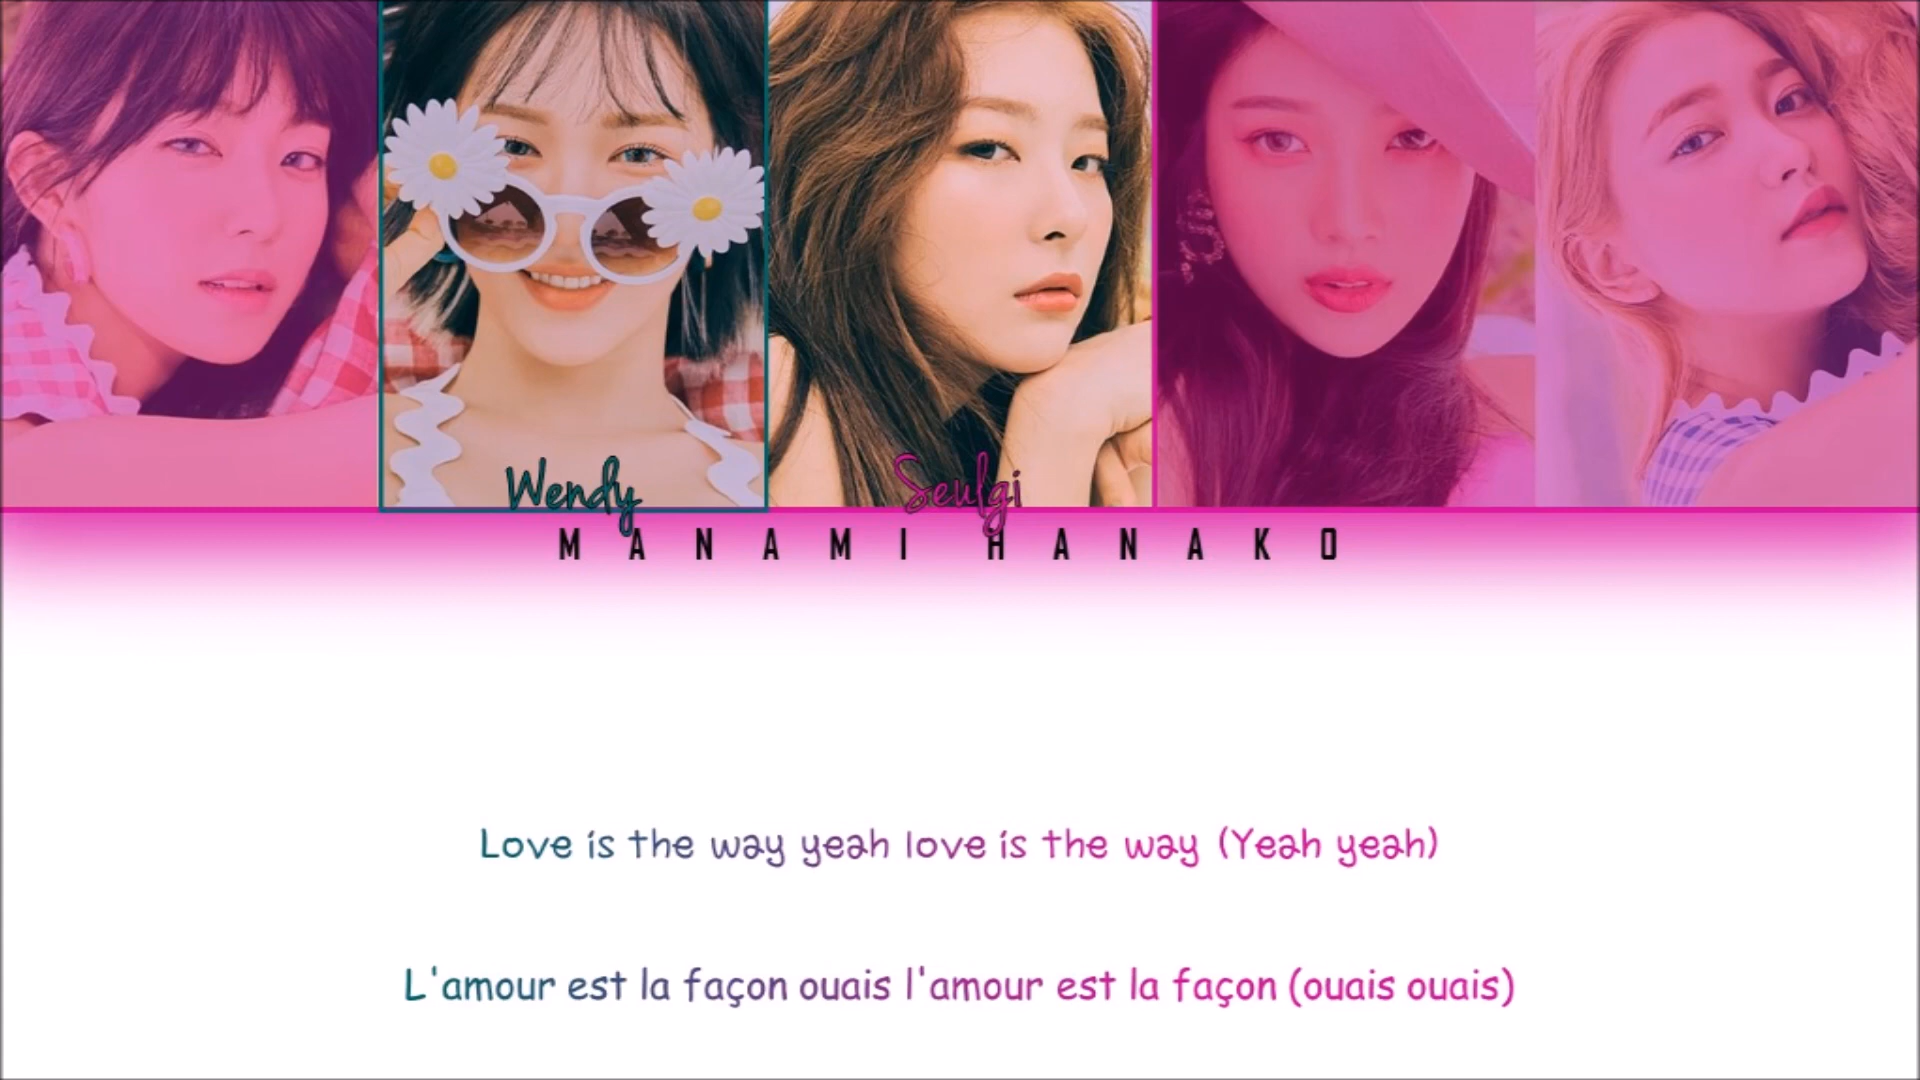 Wendy Seulgi
MANAMI HANAKO
Love is the way yeah love is the way (Yeah yeah)
L'amour est la façon ouais l'amour est la façon (ouais ouais)